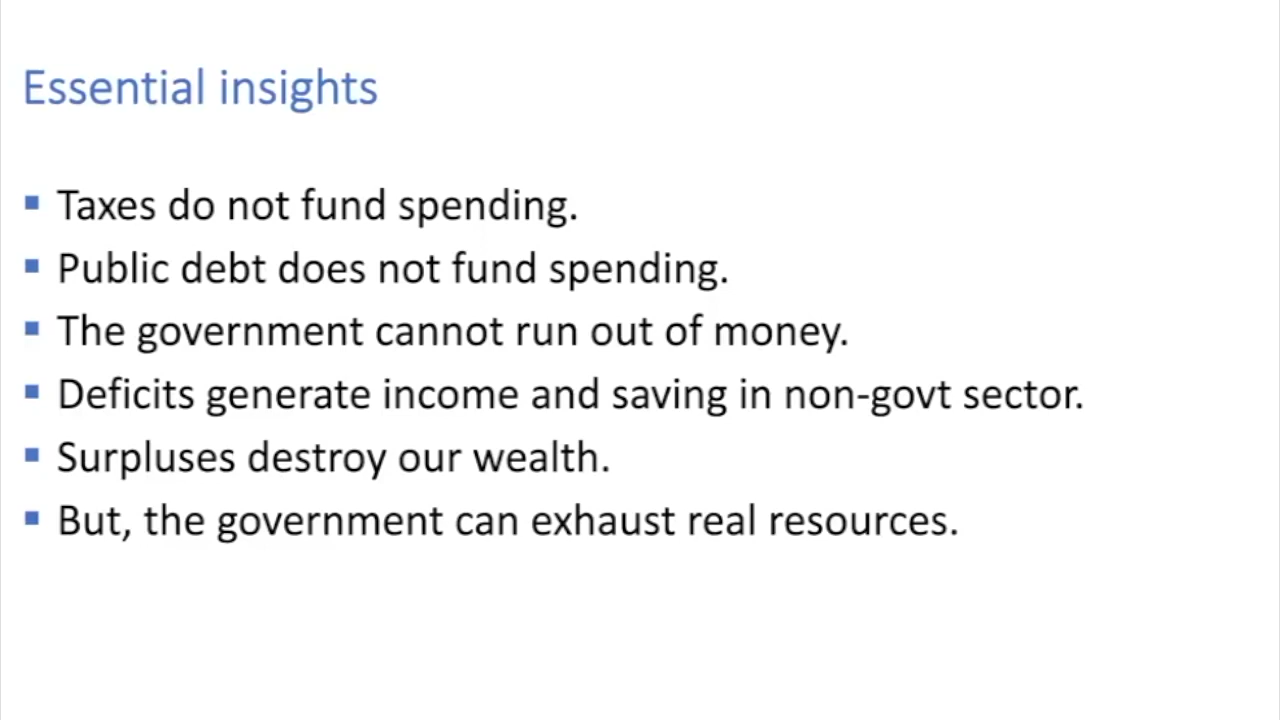 Essential insights
▪ Taxes do not fund spending.
▪ Public debt does not fund spending.
▪ The government cannot run out of money.
▪ Deficits generate income and saving in non-govt sector.
▪ Surpluses destroy our wealth.
▪ But, the government can exhaust real resources.